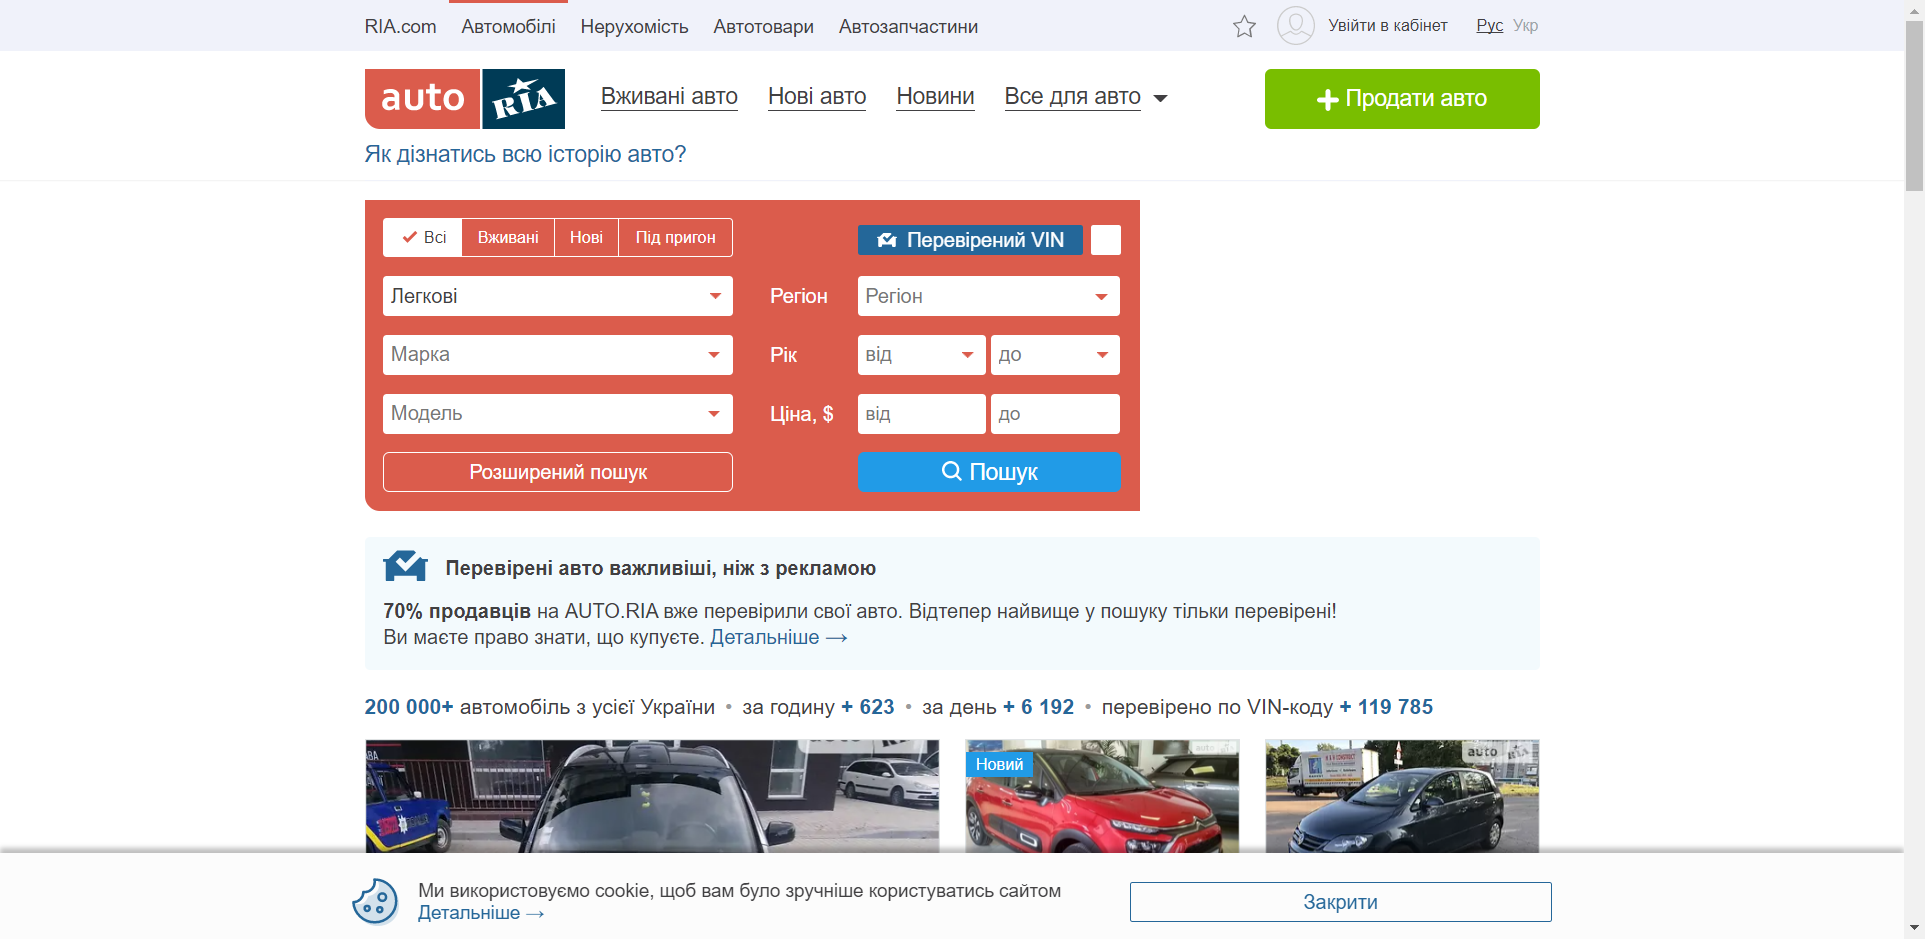 RIA.com Автомобілі Нерухомість Автотовари Автозапчастини Увійти в кабінет Рус Укр
auto RIA Вживані авто Нові авто Новини Все для авто + Продати авто
Як дізнатись всю історію авто?
Всі Вживані Нові Під пригон Перевірений VIN
Легкові Регіон Регіон
Марка Рік від до
Модель Ціна, $ від до
Розширений пошук Пошук
Перевірені авто важливіші, ніж з рекламою
70% продавців на AUTO.RIA вже перевірили свої авто. Відтепер найвище у пошуку тільки перевірені!
Ви маєте право знати, що купуєте. Детальніше →
200 000+ автомобіль з усієї України • за годину + 623 • за день + 6 192 • перевірено по VIN-коду + 119 785
Новий
auto RIA
Ми використовуємо cookie, щоб вам було зручніше користуватись сайтом
Детальніше →
Закрити